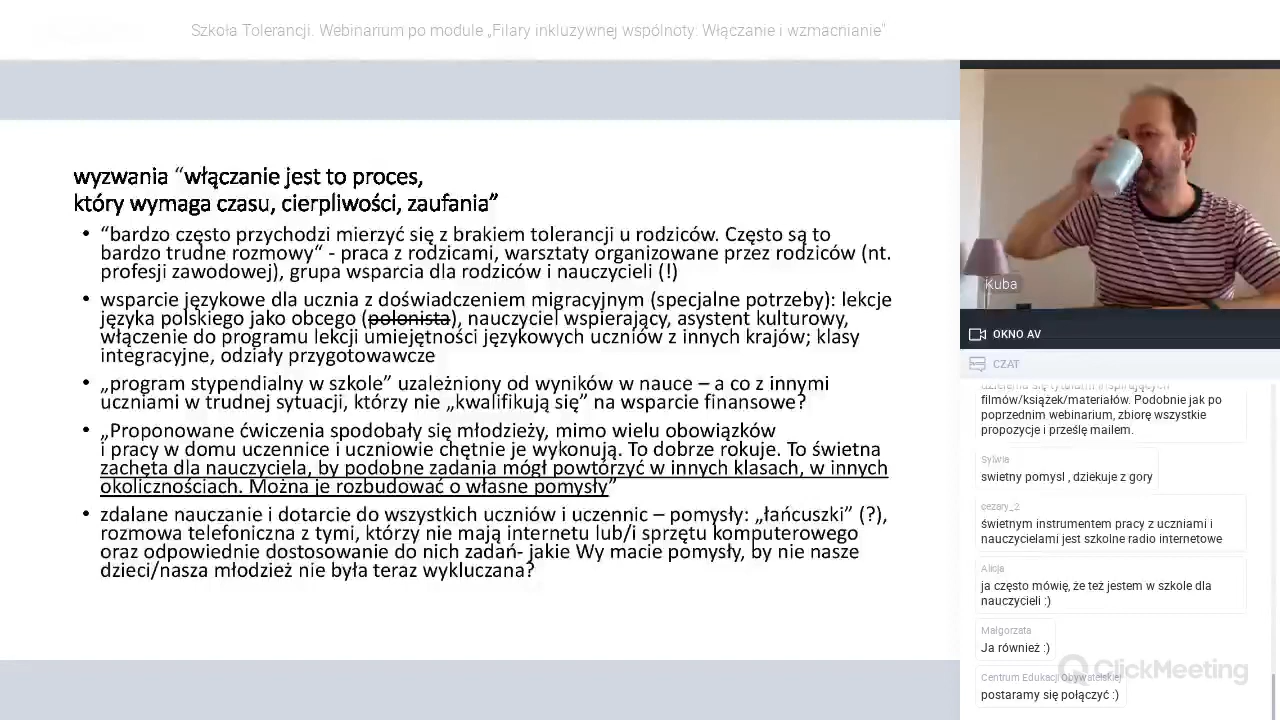 Szkoła Tolerancji. Webinarium po module „Filary inkluzywnej wspólnoty: Włączanie i wzmacnianie"
wyzwania “włączanie jest to proces,
który wymaga czasu, cierpliwości, zaufania”
• “bardzo często przychodzi mierzyć się z brakiem tolerancji u rodziców. Często są to
bardzo trudne rozmowy“ - praca z rodzicami, warsztaty organizowane przez rodziców (nt.
profesji zawodowej), grupa wsparcia dla rodziców i nauczycieli (!)
• wsparcie językowe dla ucznia z doświadczeniem migracyjnym (specjalne potrzeby): lekcje
języka polskiego jako obcego (polonista), nauczyciel wspierający, asystent kulturowy,
włączenie do programu lekcji umiejętności językowych uczniów z innych krajów; klasy
integracyjne, odziały przygotowawcze
• „program stypendialny w szkole” uzależniony od wyników w nauce – a co z innymi
uczniami w trudnej sytuacji, którzy nie „kwalifikują się” na wsparcie finansowe?
• „Proponowane ćwiczenia spodobały się młodzieży, mimo wielu obowiązków
i pracy w domu uczennice i uczniowie chętnie je wykonują. To dobrze rokuje. To świetna
zachęta dla nauczyciela, by podobne zadania mógł powtórzyć w innych klasach, w innych
okolicznościach. Można je rozbudować o własne pomysły”
• zdalane nauczanie i dotarcie do wszystkich uczniów i uczennic – pomysły: „łańcuszki” (?),
rozmowa telefoniczna z tymi, którzy nie mają internetu lub/i sprzętu komputerowego
oraz odpowiednie dostosowanie do nich zadań- jakie Wy macie pomysły, by nie nasze
dzieci/nasza młodzież nie była teraz wykluczana?
Kuba
OKNO AV
CZAT
dzielenia się tytułami inspirujących
filmów/książek/materiałów. Podobnie jak po
poprzednim webinarium, zbiorę wszystkie
propozycje i prześlę mailem.
Sylwia
swietny pomysl , dziekuje z gory
cezary_2
świetnym instrumentem pracy z uczniami i
nauczycielami jest szkolne radio internetowe
Alicja
ja często mówię, że też jestem w szkole dla
nauczycieli :)
Małgorzata
Ja również :)
Centrum Edukacji Obywatelskiej
postaramy się połączyć :)
ClickMeeting